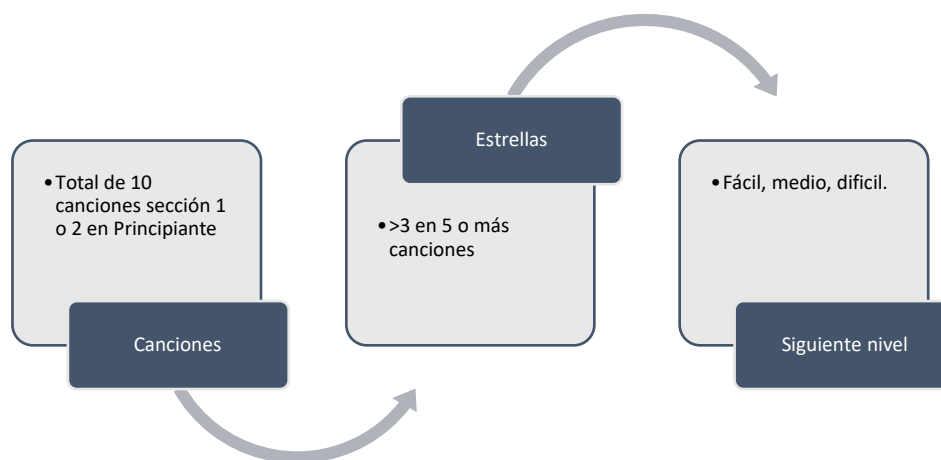 •Total de 10
canciones sección 1
o 2 en Principiante
Canciones
Estrellas
•>3 en 5 o más
canciones
•Fácil, medio, dificil.
Siguiente nivel